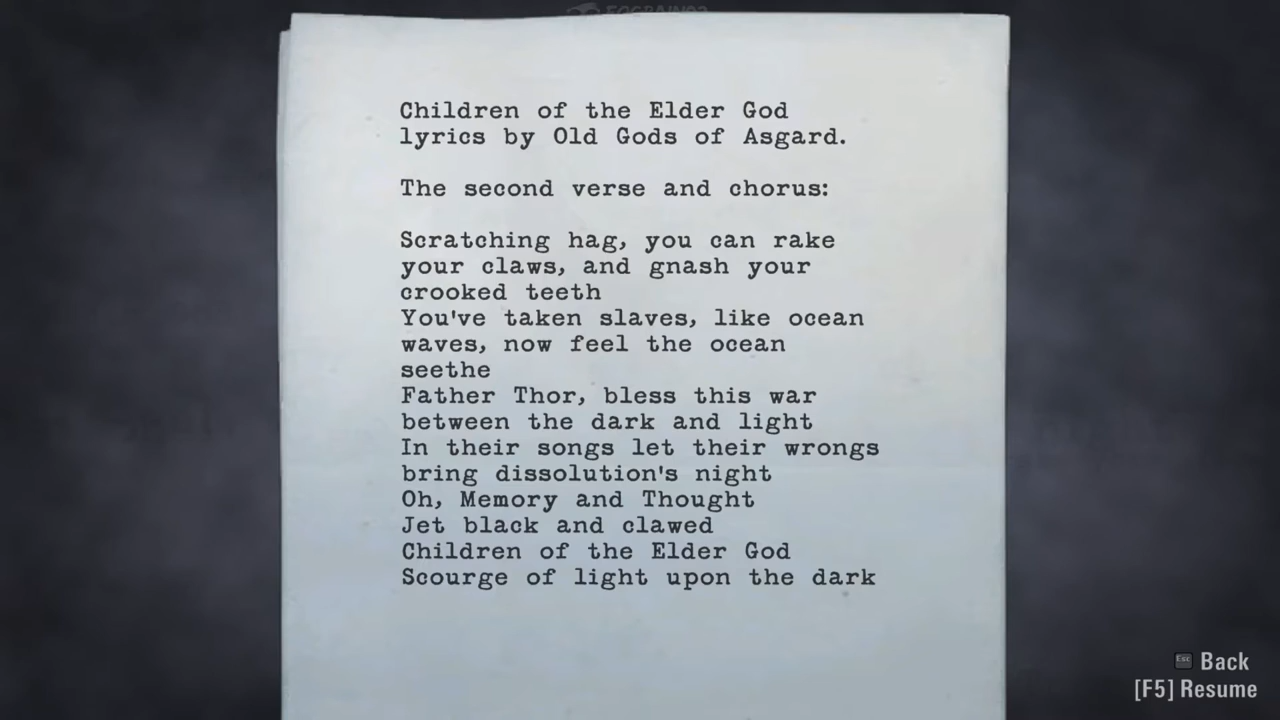 Children of the Elder God
lyrics by Old Gods of Asgard.
The second verse and chorus:
Scratching hag, you can rake
your claws, and gnash your
crooked teeth
You've taken slaves, like ocean
waves, now feel the ocean
seethe
Father Thor, bless this war
between the dark and light
In their songs let their wrongs
bring dissolution's night
Oh, Memory and Thought
Jet black and clawed
Children of the Elder God
Scourge of light upon the dark
Esc Back
[F5] Resume